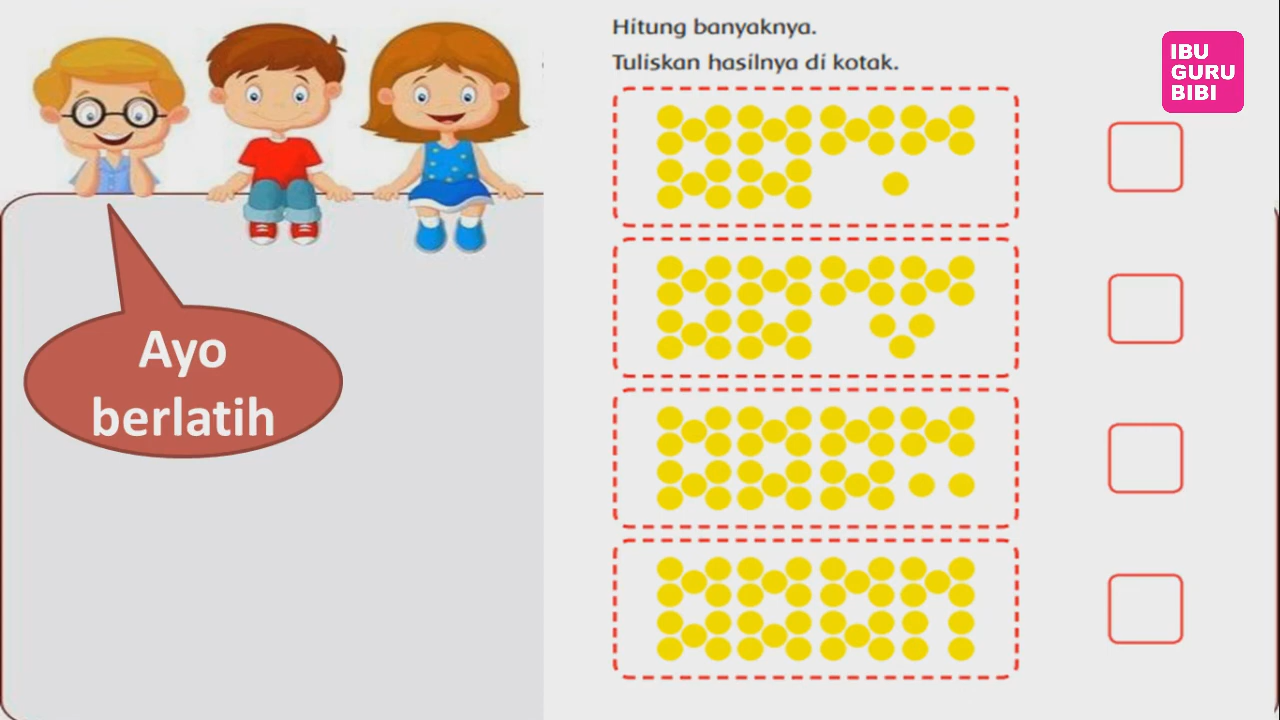 Hitung banyaknya.
Tuliskan hasilnya di kotak.
IBU
GURU
BIBI
Ayo
berlatih